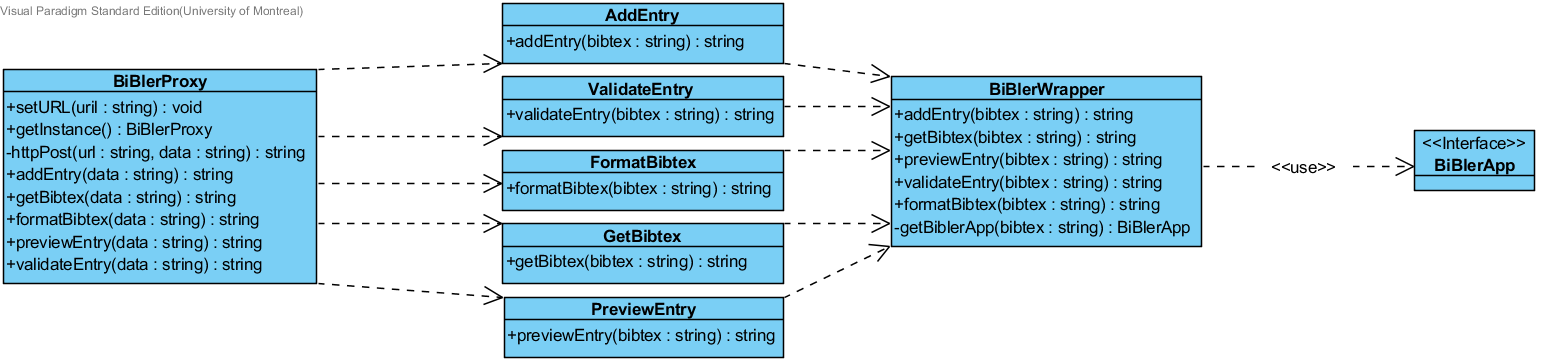 Visual Paradigm Standard Edition(University of Montreal)
BiBlerProxy
+setURL(uril : string) : void
+getInstance() : BiBlerProxy
-httpPost(url : string, data : string) : string
+addEntry(data : string) : string
+getBibtex(data : string) : string
+formatBibtex(data : string) : string
+previewEntry(data : string) : string
+validateEntry(data : string) : string
AddEntry
+addEntry(bibtex : string) : string
ValidateEntry
+validateEntry(bibtex : string) : string
FormatBibtex
+formatBibtex(bibtex : string) : string
GetBibtex
+getBibtex(bibtex : string) : string
PreviewEntry
+previewEntry(bibtex : string) : string
BiBlerWrapper
+addEntry(bibtex : string) : string
+getBibtex(bibtex : string) : string
+previewEntry(bibtex : string) : string
+validateEntry(bibtex : string) : string
+formatBibtex(bibtex : string) : string
-getBiblerApp(bibtex : string) : BiBlerApp
<<use>>
<<Interface>>
BiBlerApp